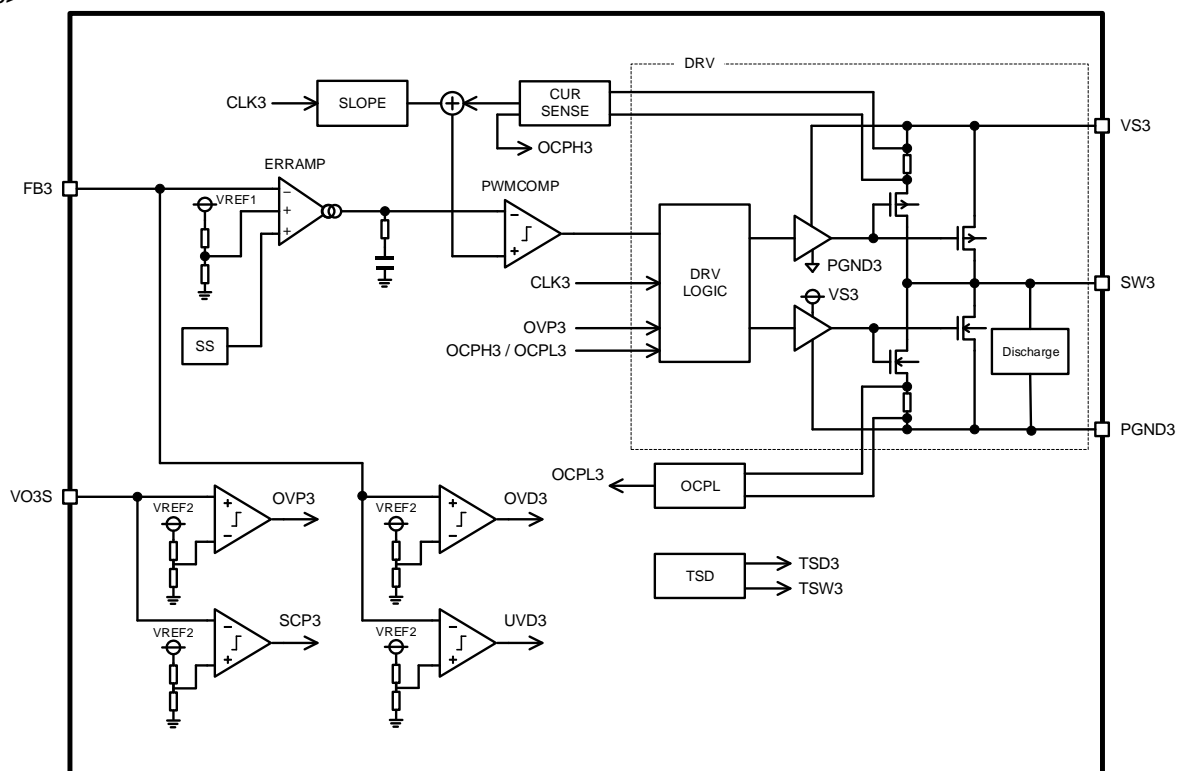 DRV
CLK3
SLOPE
+
CUR
SENSE
OCPH3
VS3
ERRAMP
FB3
VREF1
−
+
+
PWMCOMP
−
+
DRV
LOGIC
PGND3
SW3
CLK3
VS3
SS
OVP3
OCPH3 / OCPL3
Discharge
PGND3
OCPL3
OCPL
VO3S
VREF2
+
−
OVP3
VREF2
+
−
OVD3
TSD
TSD3
TSW3
VREF2
−
+
SCP3
VREF2
−
+
UVD3